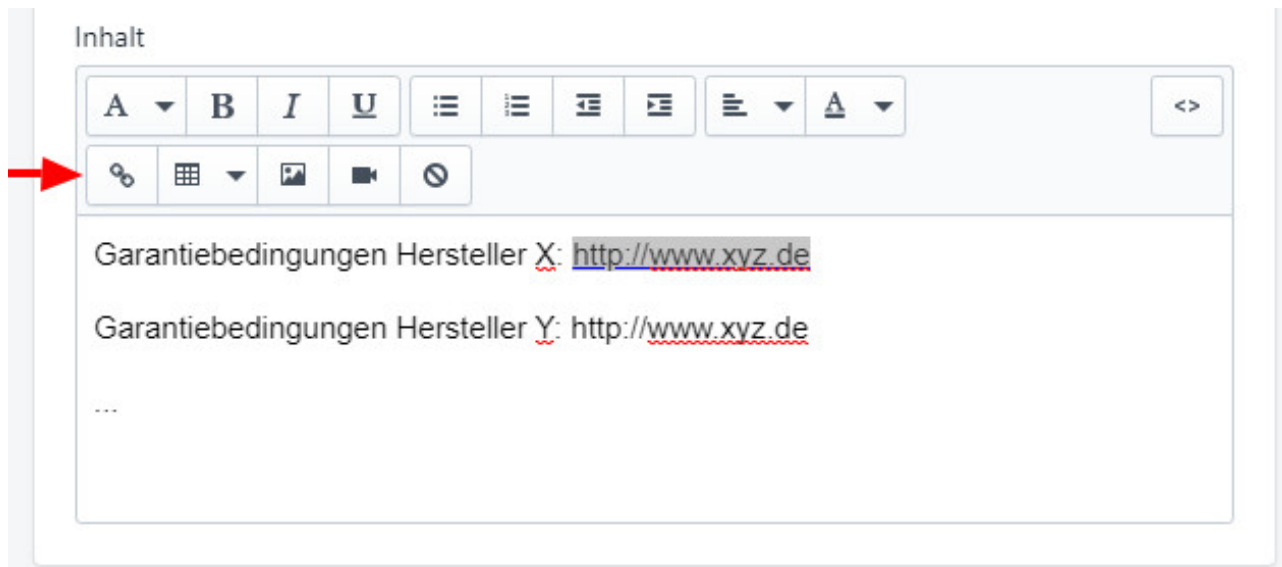 Inhalt
A B I U A <>
Garantiebedingungen Hersteller X: http://www.xyz.de
Garantiebedingungen Hersteller Y: http://www.xyz.de
...